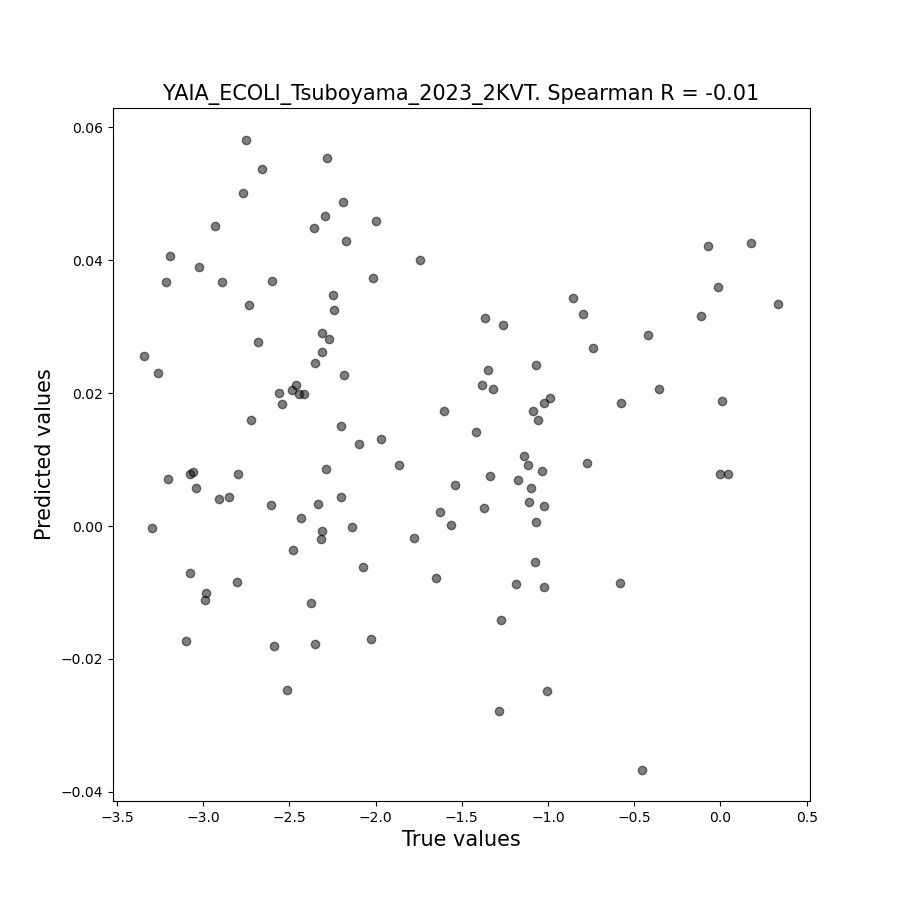 YAIA_ECOLI_Tsuboyama_2023_2KVT. Spearman R = -0.01
0.06
0.04
0.02
0.00
−0.02
−0.04
Predicted values
−3.5 −3.0 −2.5 −2.0 −1.5 −1.0 −0.5 0.0 0.5
True values